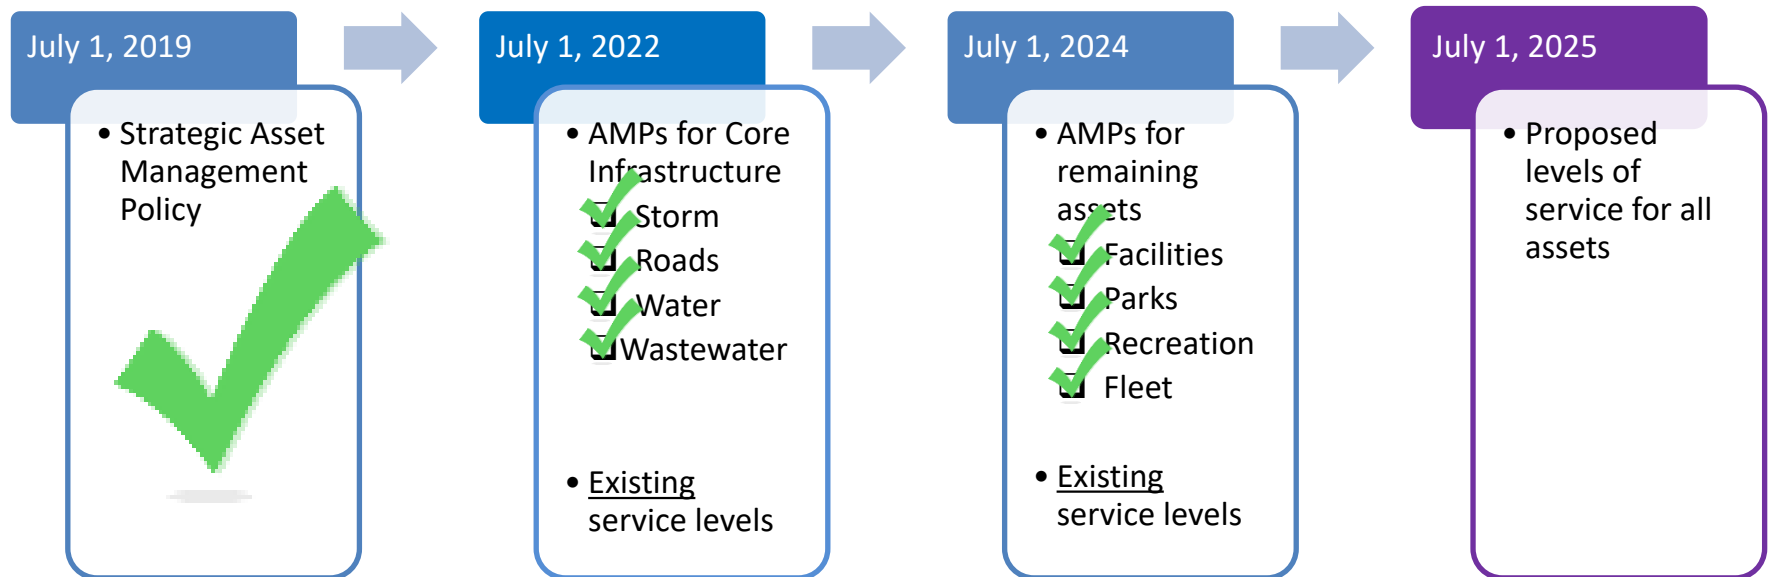 July 1, 2019
• Strategic Asset
Management
Policy
July 1, 2022
• AMPs for Core
Infrastructure
Storm
Roads
Water
Wastewater
• Existing
service levels
July 1, 2024
• AMPs for
remaining
assets
Facilities
Parks
Recreation
Fleet
• Existing
service levels
July 1, 2025
• Proposed
levels of
service for all
assets